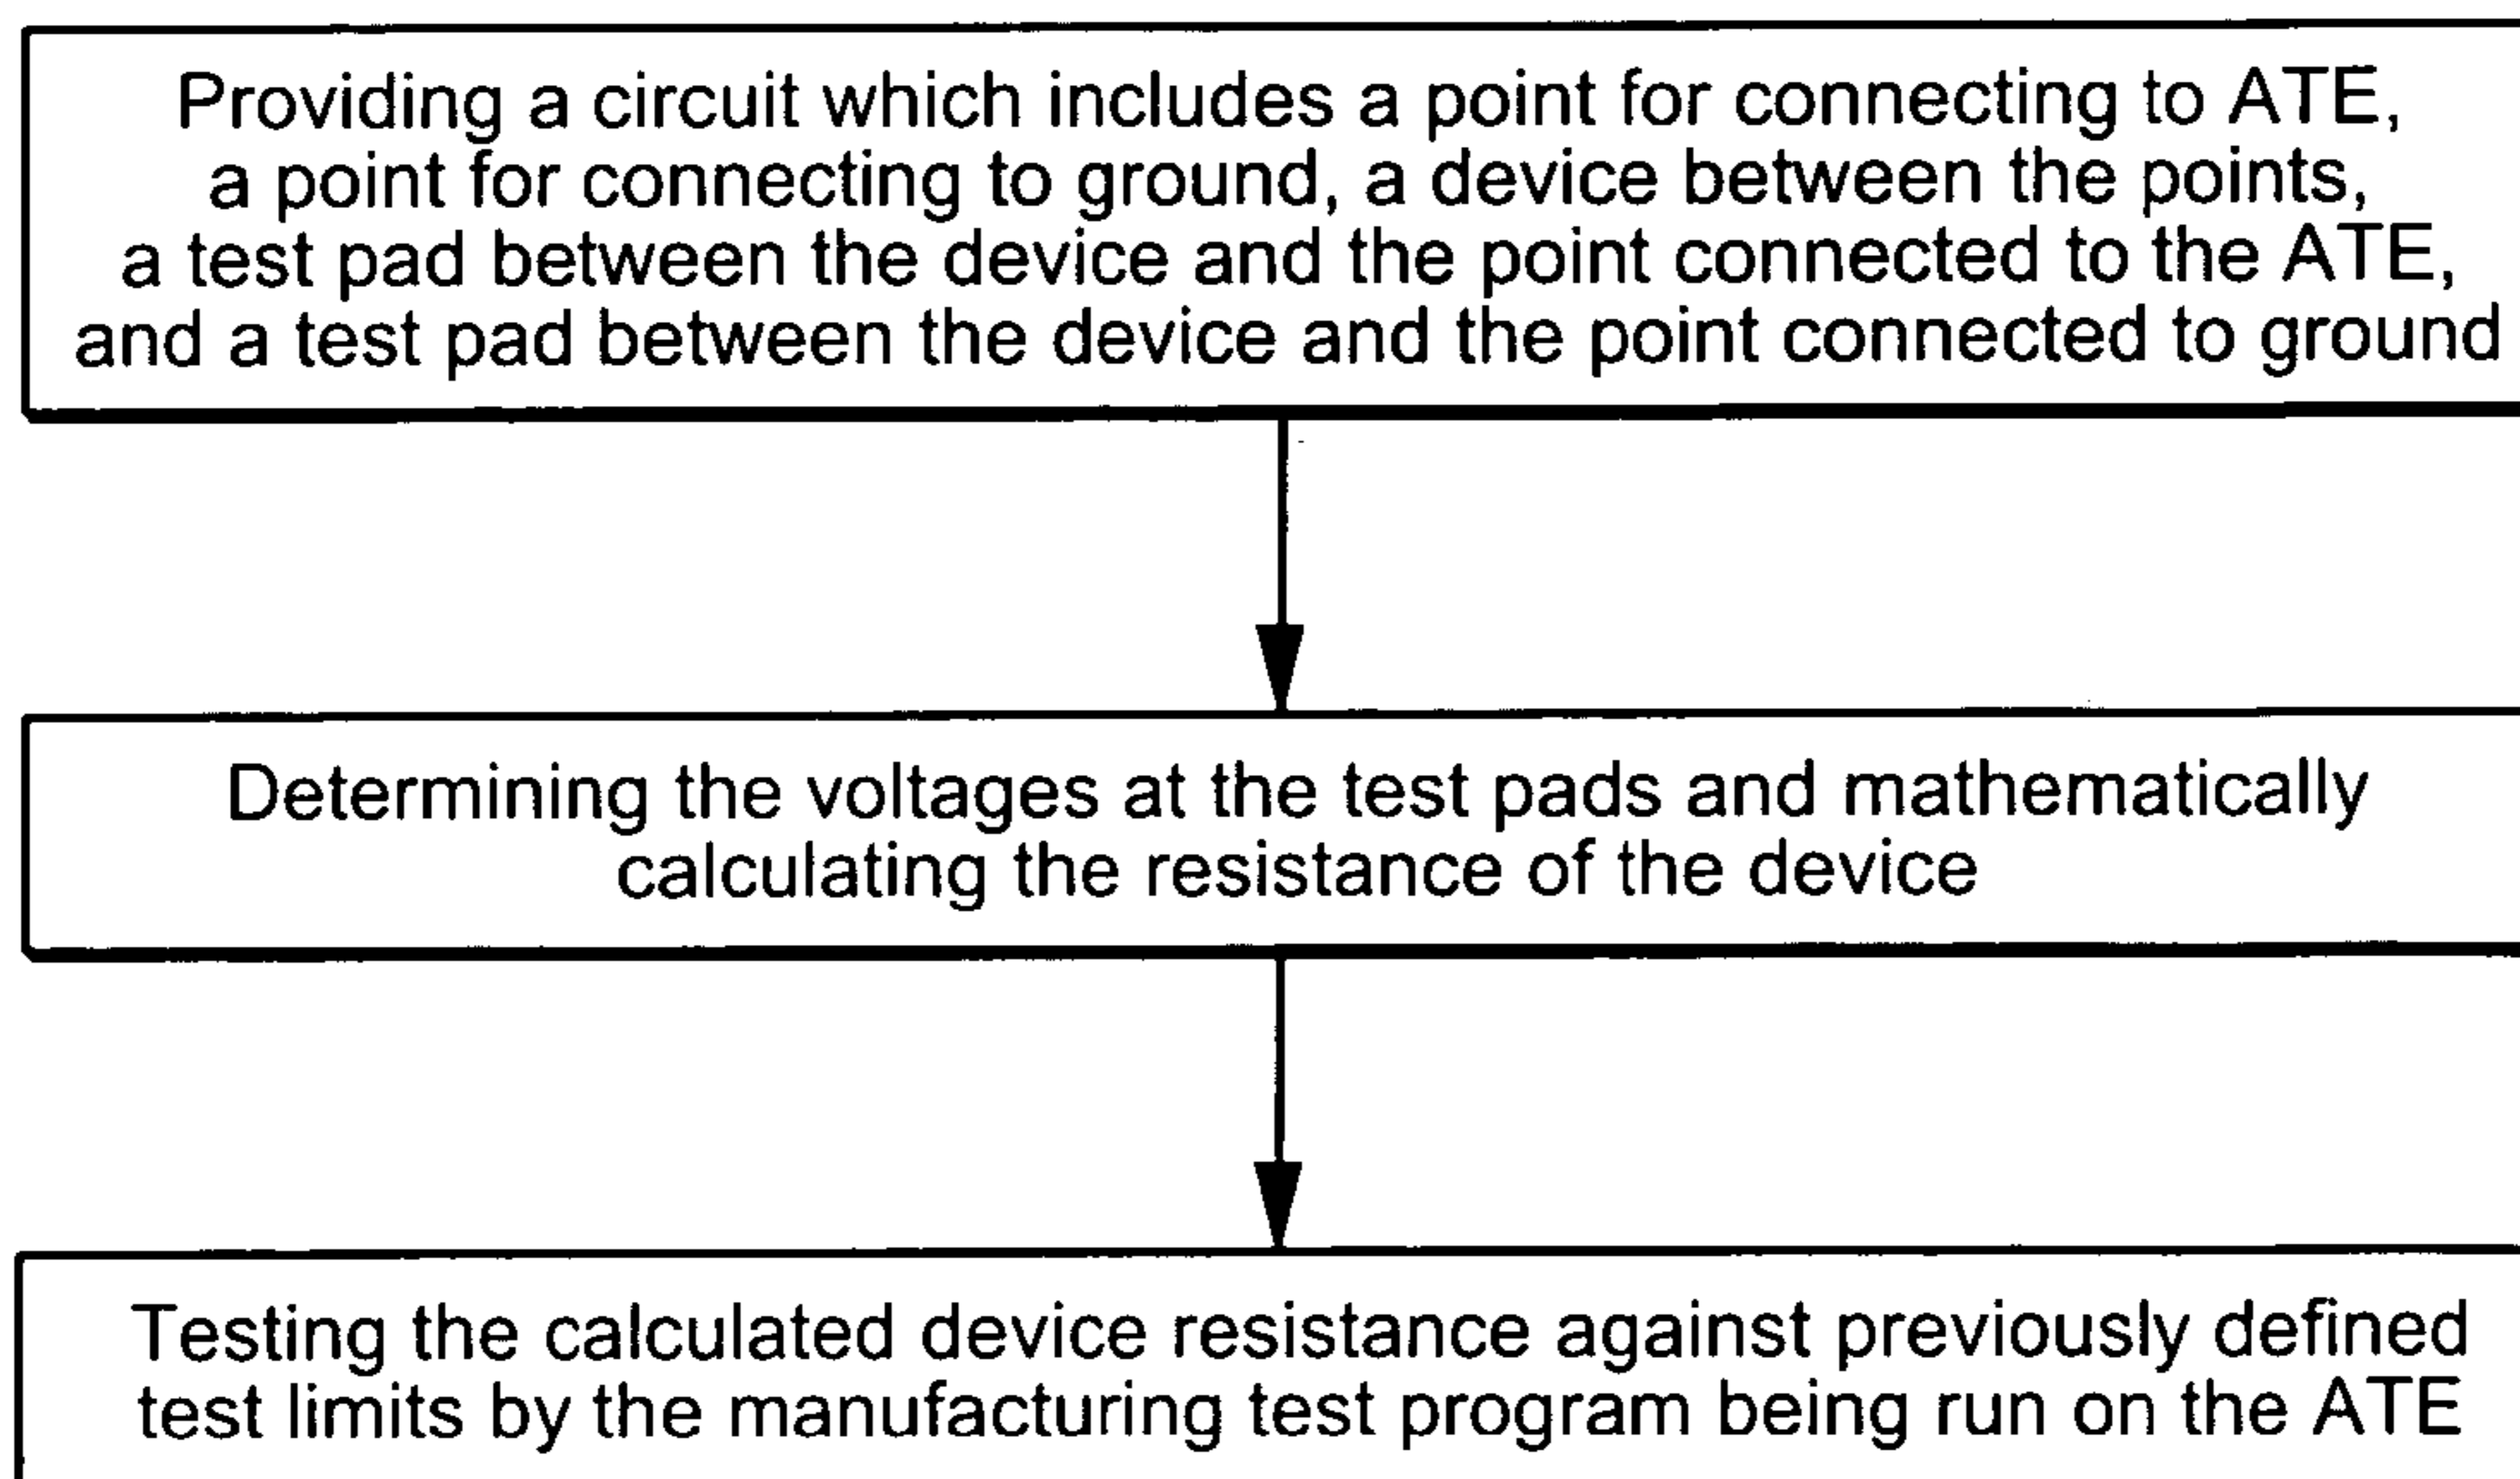 Providing a circuit which includes a point for connecting to ATE,
a point for connecting to ground, a device between the points,
a test pad between the device and the point connected to the ATE,
and a test pad between the device and the point connected to ground
Determining the voltages at the test pads and mathematically
calculating the resistance of the device
Testing the calculated device resistance against previously defined
test limits by the manufacturing test program being run on the ATE